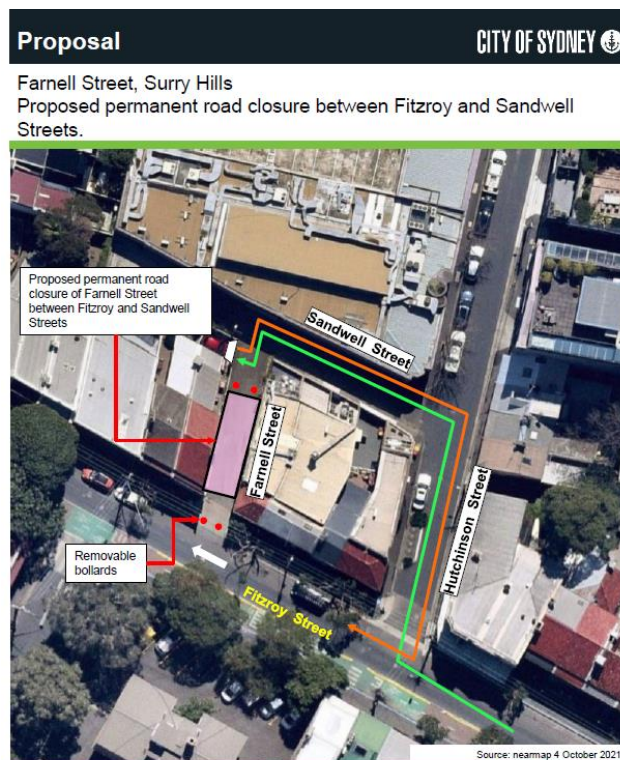 Proposal
CITY OF SYDNEY
Farnell Street, Surry Hills
Proposed permanent road closure between Fitzroy and Sandwell
Streets.
Proposed permanent road
closure of Farnell Street
between Fitzroy and Sandwell
Streets
Sandwell Street
Farnell Street
Hutchinson Street
Removable
bollards
Fitzroy Street
Source: nearmap 4 October 2021